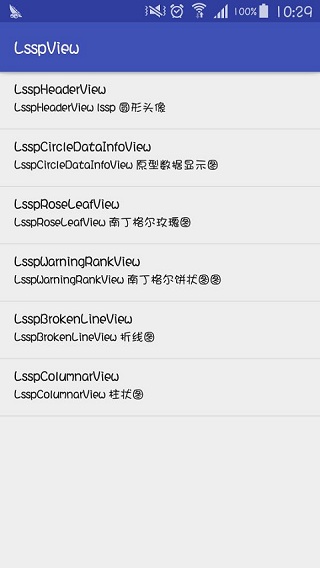 100% 10:29
LsspView
LsspHeaderView
LsspHeaderView lssp 圆形头像
LsspCircleDataInfoView
LsspCircleDataInfoView 原型数据显示图
LsspRoseLeafView
LsspRoseLeafView 南丁格尔玫瑰图
LsspWarningRankView
LsspWarningRankView 南丁格尔饼状图图
LsspBrokenLineView
LsspBrokenLineView 折线图
LsspColumnarView
LsspColumnarView 柱状图